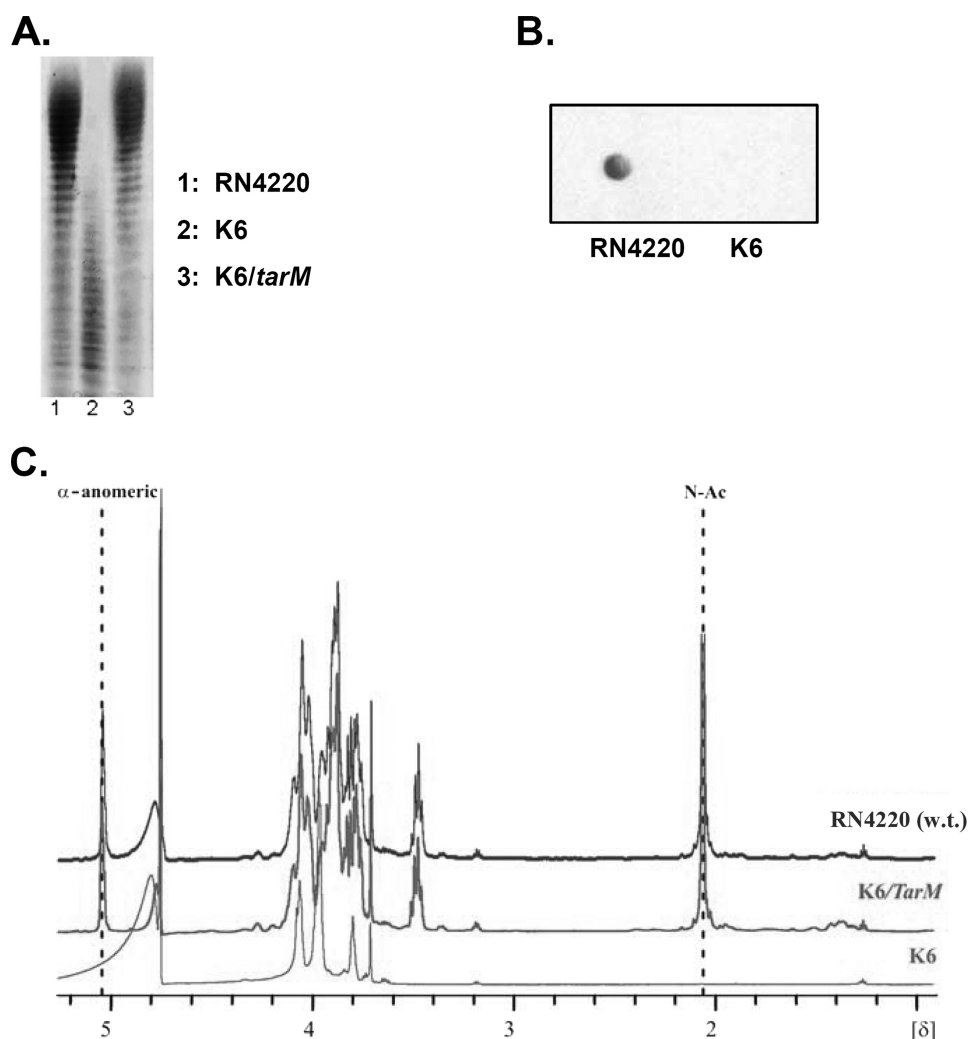 A.
1: RN4220
2: K6
3: K6/tarM
1 2 3
B.
RN4220 K6
C.
α-anomeric
N-Ac
RN4220 (w.t.)
K6/TarM
K6
5 4 3 2 [δ]